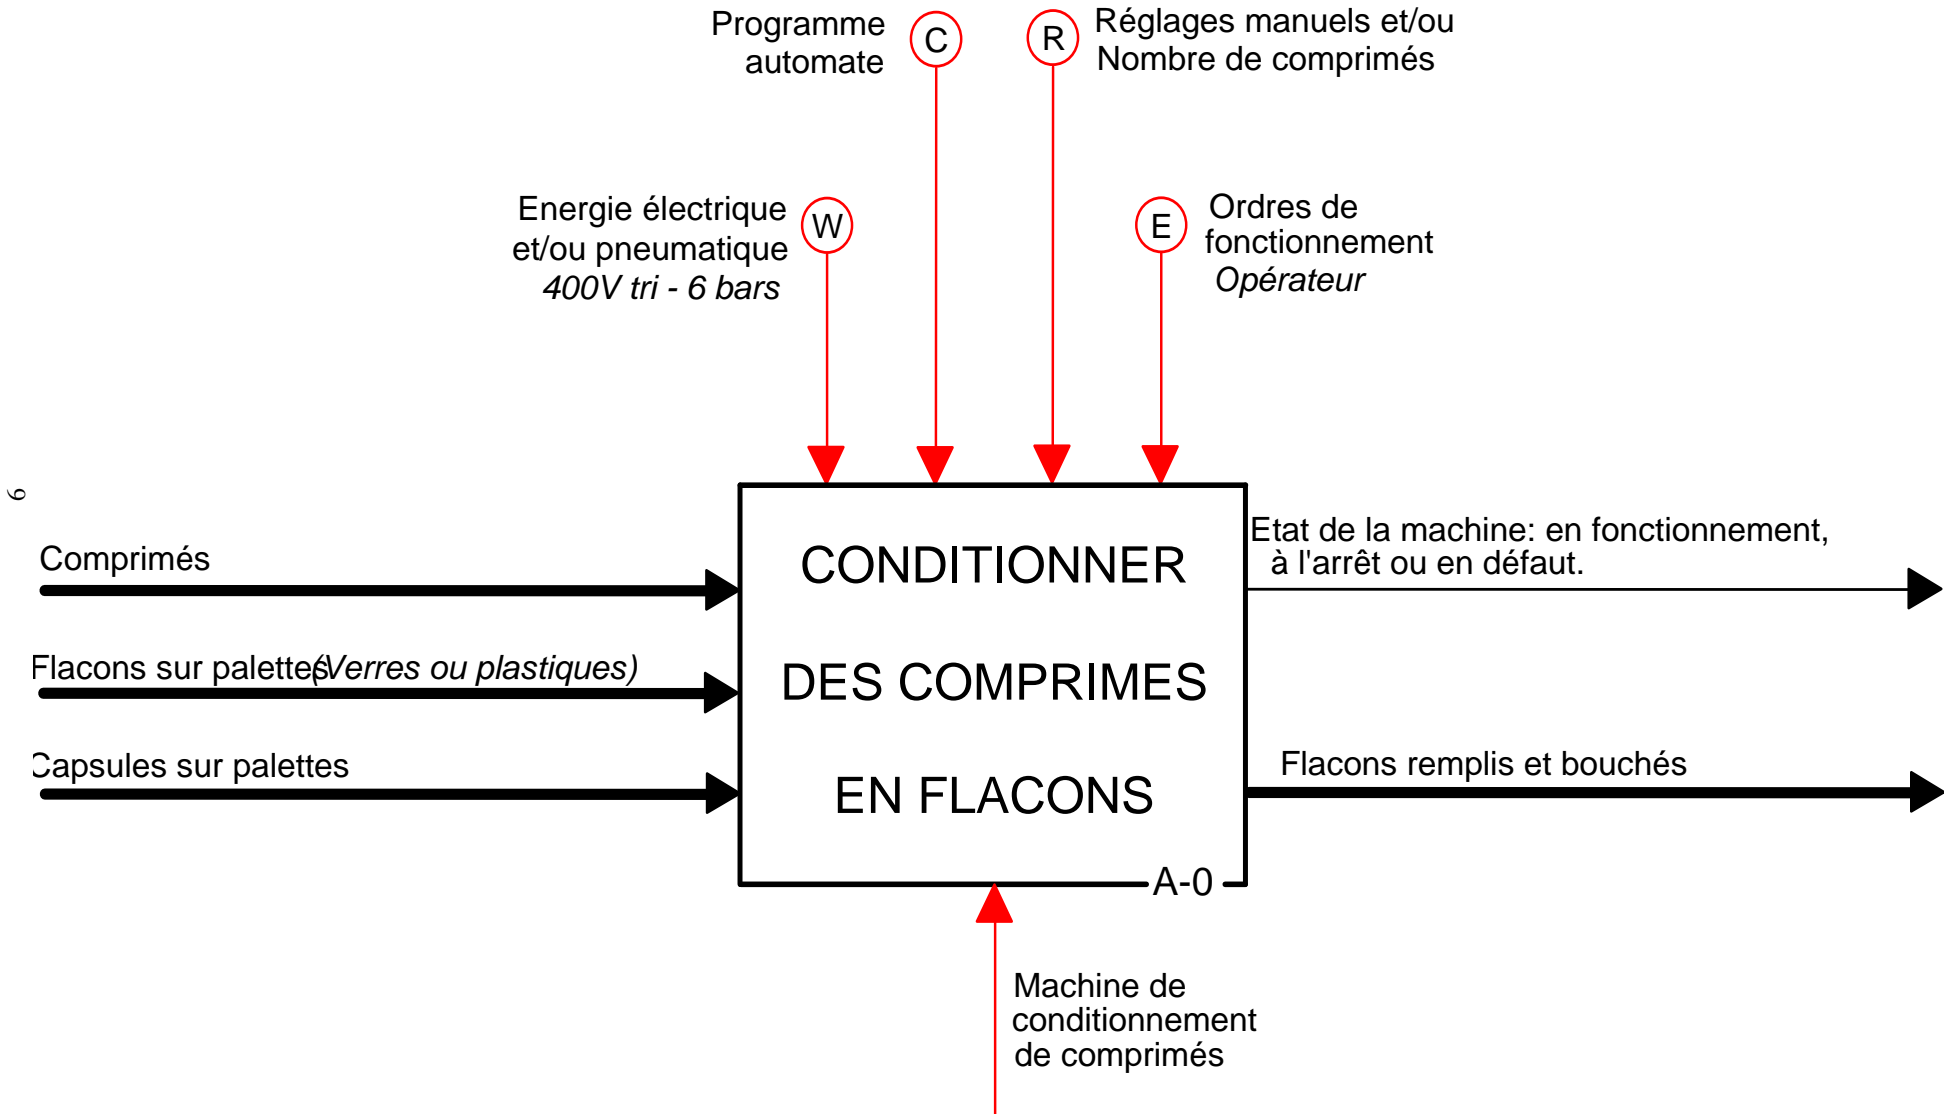 Programme
automate
C
R
Réglages manuels et/ou
Nombre de comprimés
Energie électrique
et/ou pneumatique
400V tri - 6 bars
W
E
Ordres de
fonctionnement
Opérateur
6
Comprimés
Flacons sur palettes(Verres ou plastiques)
Capsules sur palettes
CONDITIONNER
DES COMPRIMES
EN FLACONS
A-0
Etat de la machine: en fonctionnement,
à l'arrêt ou en défaut.
Flacons remplis et bouchés
Machine de
conditionnement
de comprimés